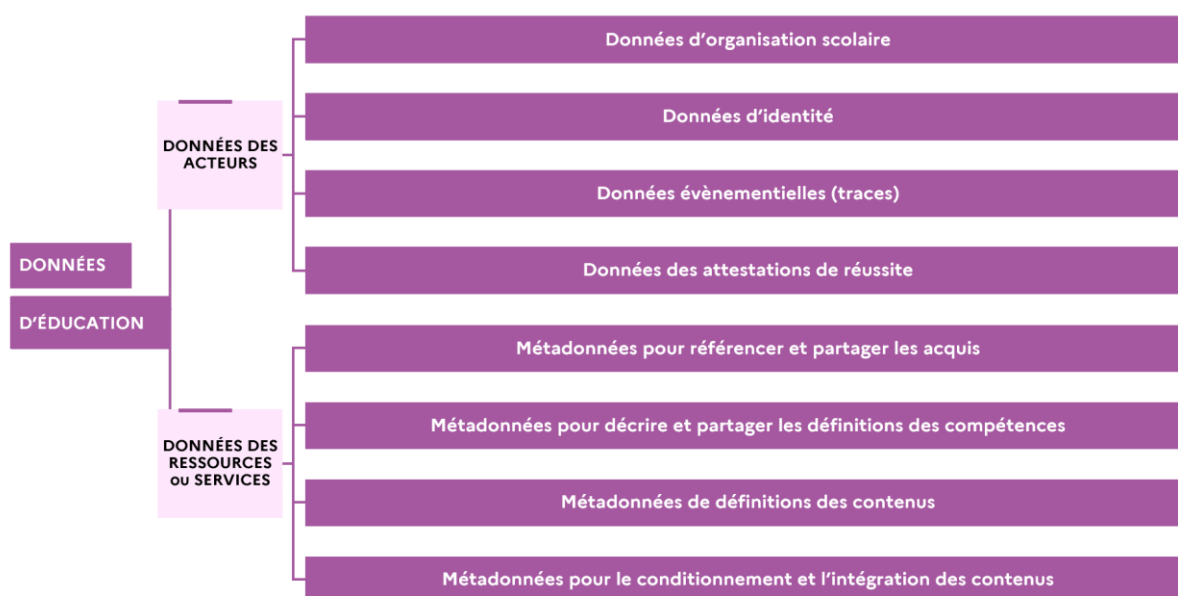 DONNÉES
D'ÉDUCATION
DONNÉES DES
ACTEURS
Données d'organisation scolaire
Données d'identité
Données évènementielles (traces)
Données des attestations de réussite
DONNÉES DES
RESSOURCES
ou SERVICES
Métadonnées pour référencer et partager les acquis
Métadonnées pour décrire et partager les définitions des compétences
Métadonnées de définitions des contenus
Métadonnées pour le conditionnement et l'intégration des contenus